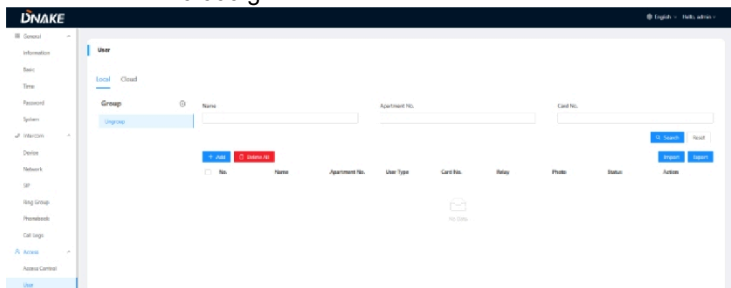 DNAKE
English
Hello, admin
General
Information
Basic
Time
Password
System
Intercom
Device
Network
SIP
Ring Group
Phonebook
Call Logs
Access
Access Control
User
User
Local Cloud
Group
Ungroup
Name
Apartment No.
Card No.
Search
Reset
+ Add
Delete All
Import
Export
No. Name Apartment No. User Type Card No. Relay Photo Status Action
No Data